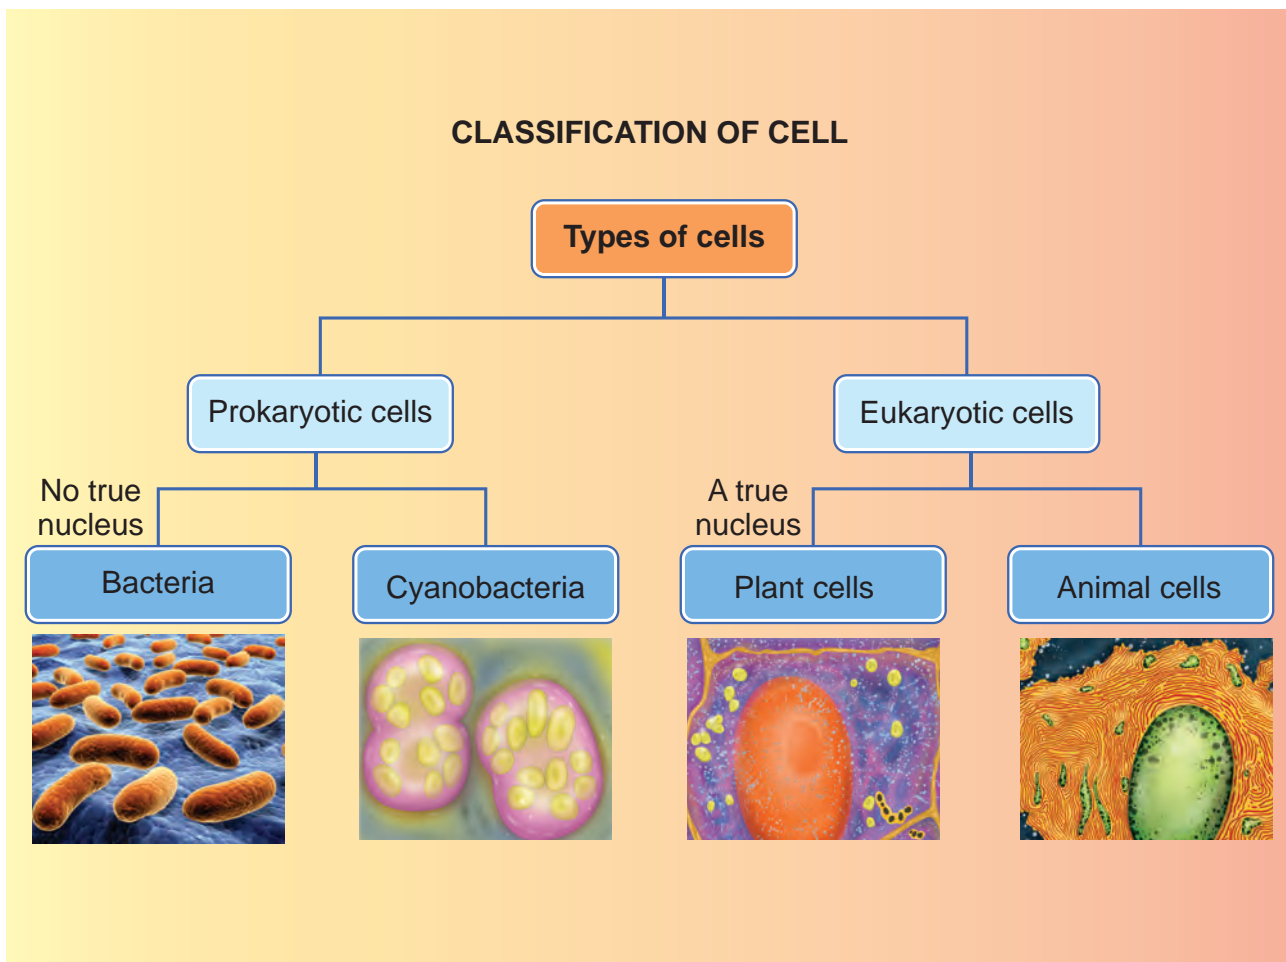 CLASSIFICATION OF CELL
Types of cells
Prokaryotic cells
Eukaryotic cells
No true
nucleus
A true
nucleus
Bacteria
Cyanobacteria
Plant cells
Animal cells